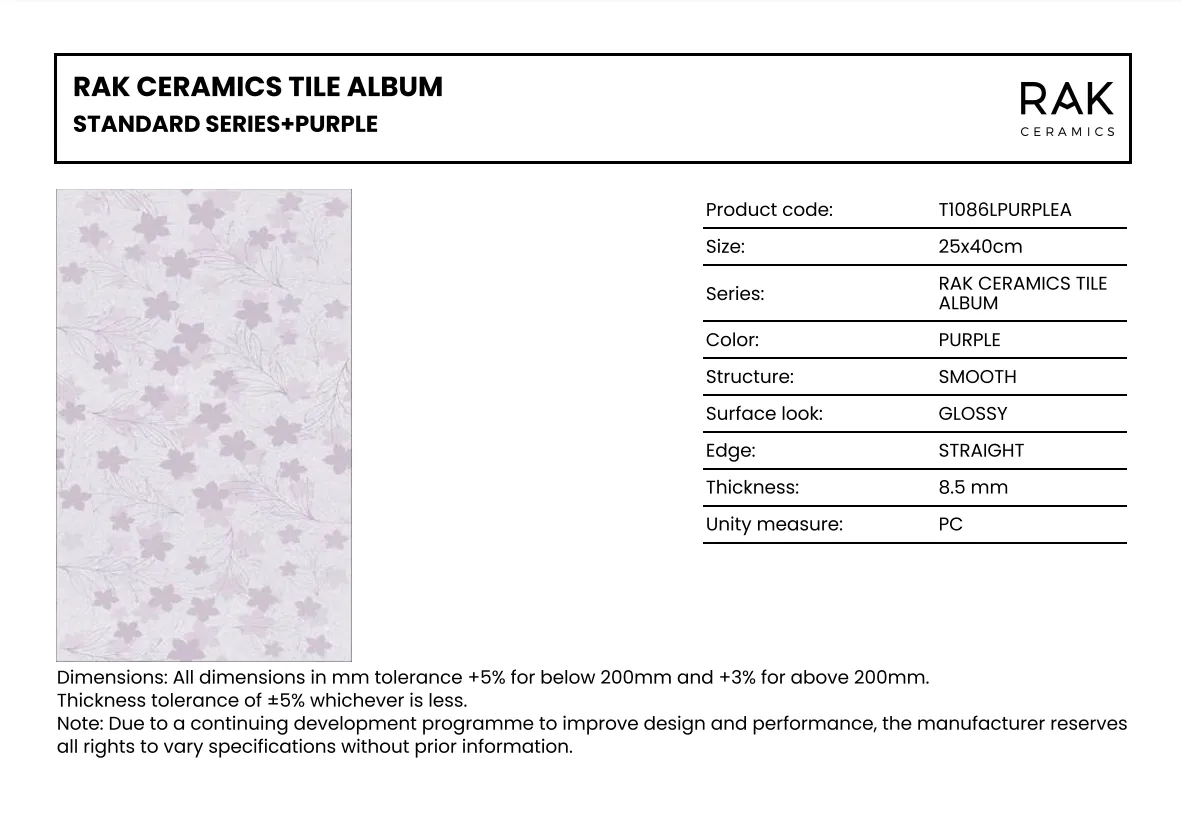 RAK CERAMICS TILE ALBUM
STANDARD SERIES+PURPLE
RAK
CERAMICS
Product code: T1086LPURPLEA
Size: 25x40cm
Series: RAK CERAMICS TILE
ALBUM
Color: PURPLE
Structure: SMOOTH
Surface look: GLOSSY
Edge: STRAIGHT
Thickness: 8.5 mm
Unity measure: PC
Dimensions: All dimensions in mm tolerance +5% for below 200mm and +3% for above 200mm.
Thickness tolerance of ±5% whichever is less.
Note: Due to a continuing development programme to improve design and performance, the manufacturer reserves
all rights to vary specifications without prior information.